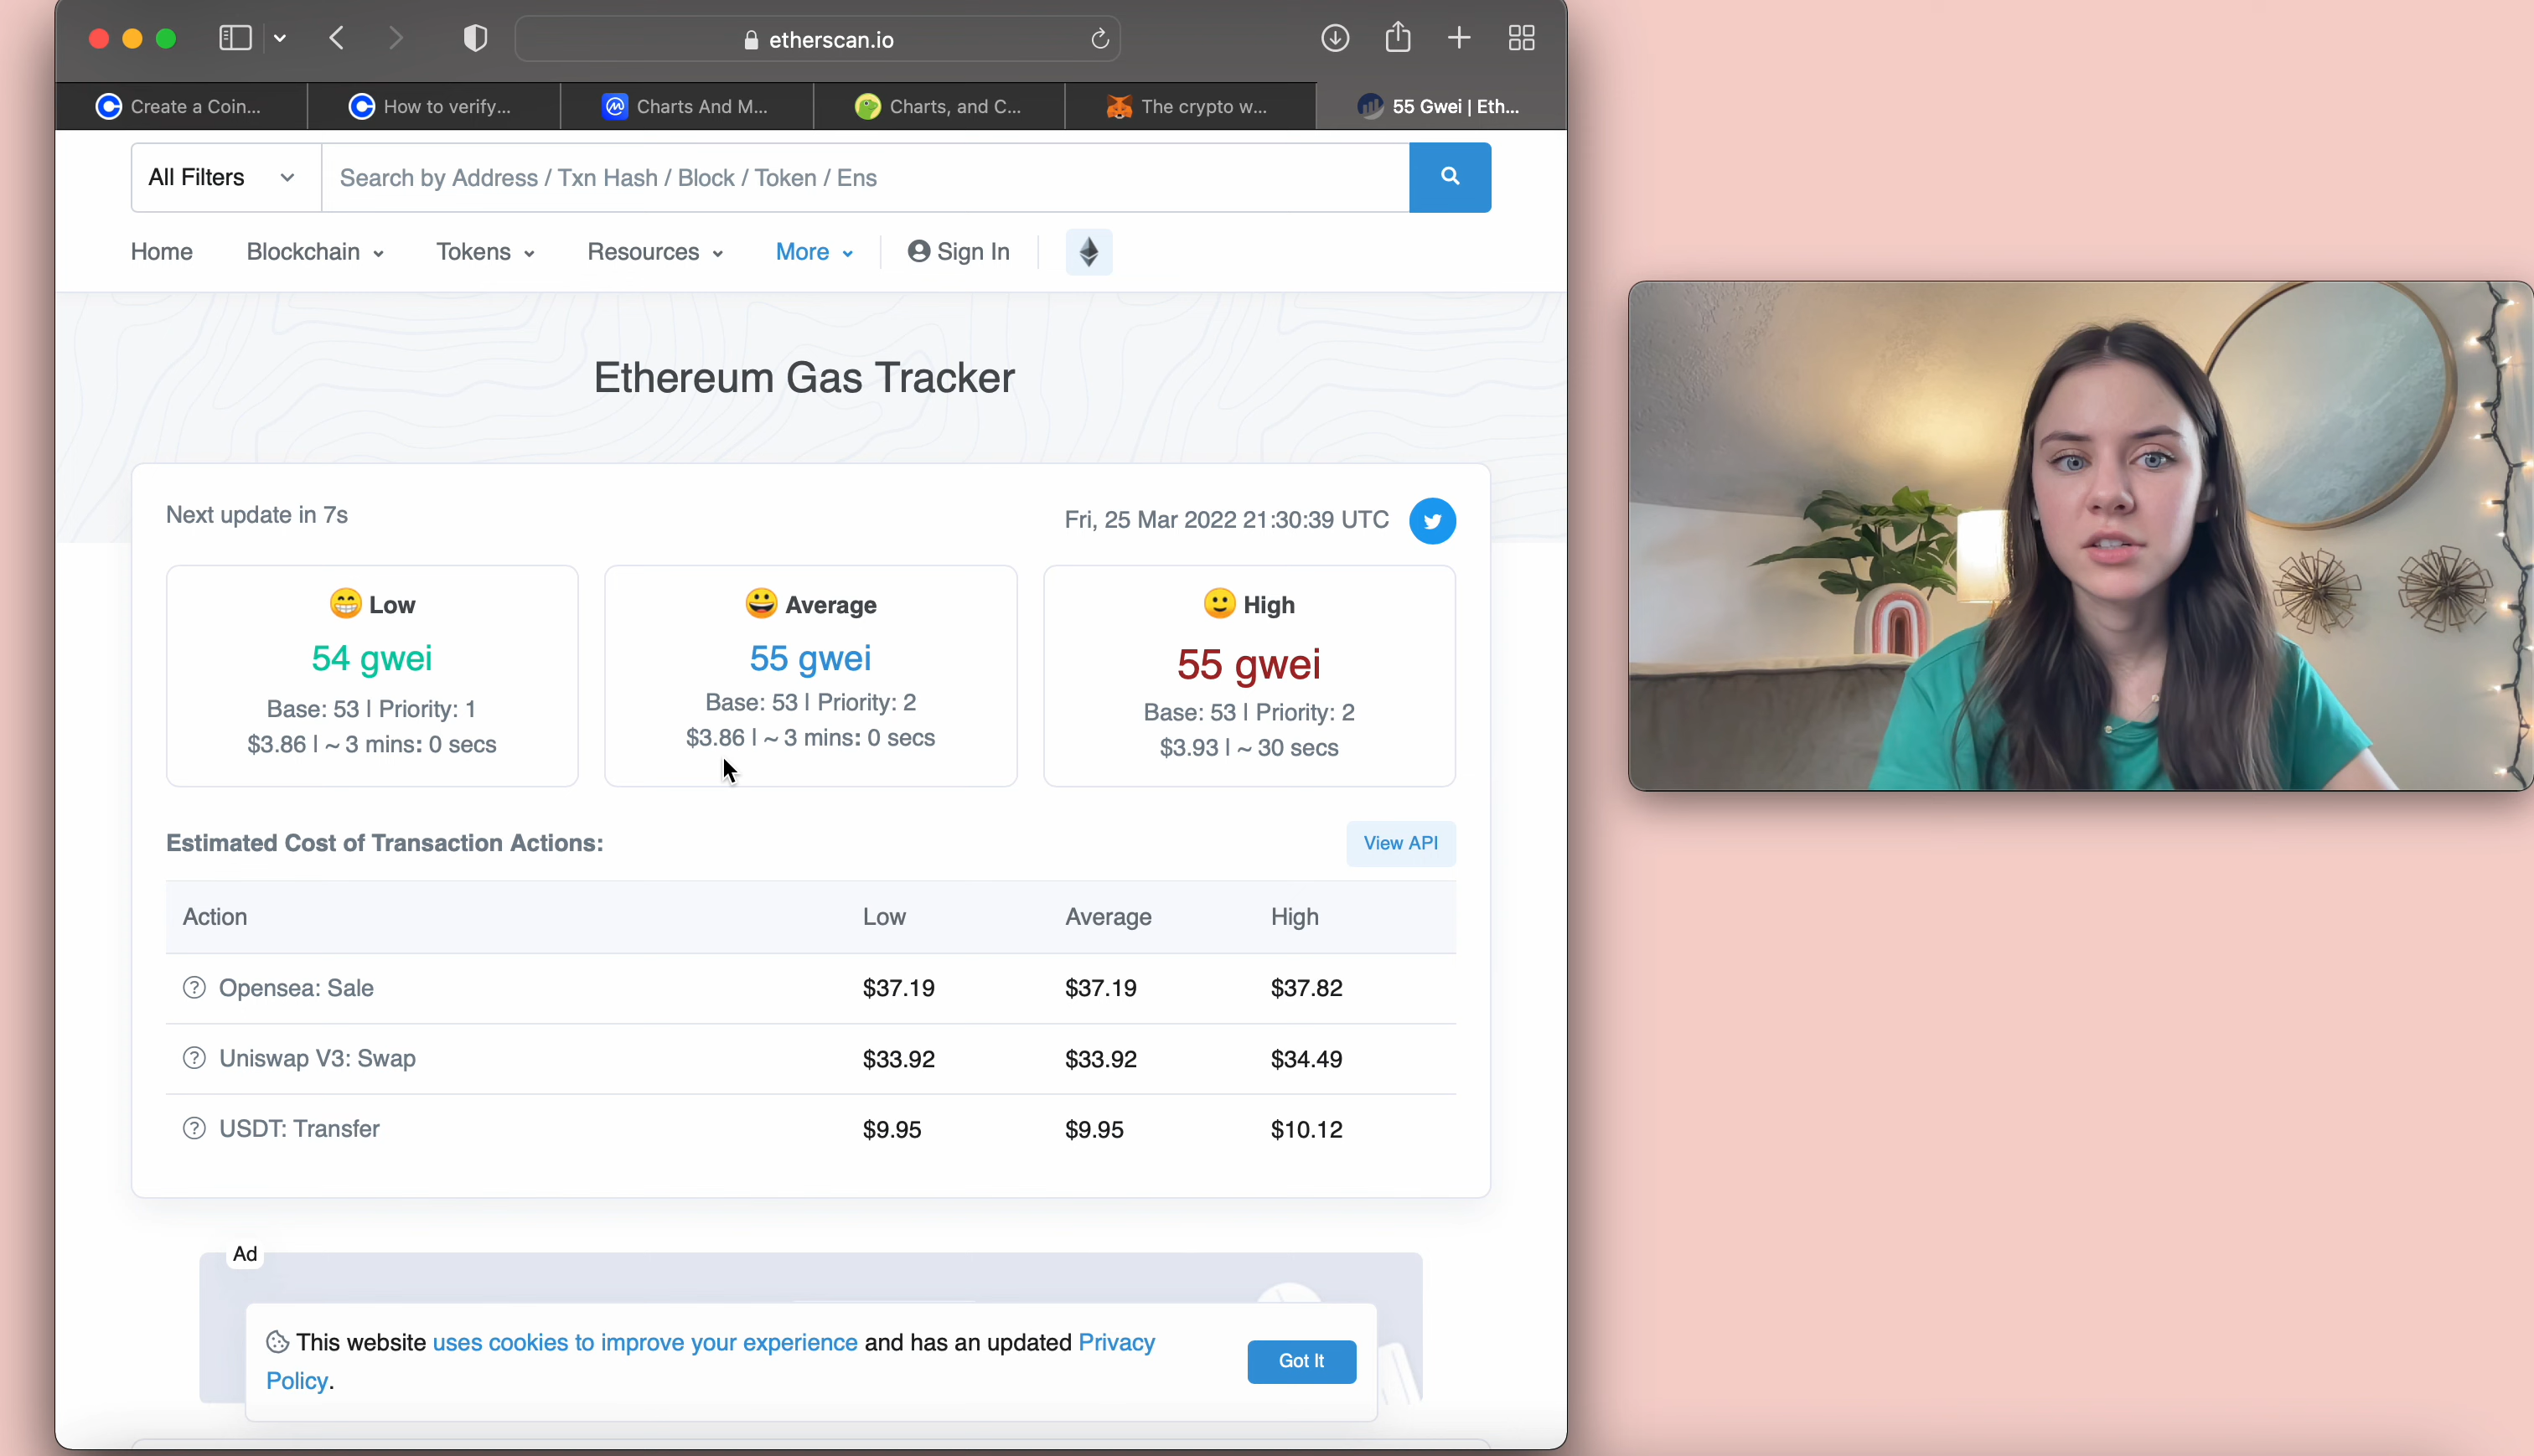 etherscan.io
Create a Coin...
How to verify...
Charts And M...
Charts, and C...
The crypto w...
55 Gwei | Eth...
All Filters
Search by Address / Txn Hash / Block / Token / Ens
Home
Blockchain
Tokens
Resources
More
Sign In
Ethereum Gas Tracker
Next update in 7s
Fri, 25 Mar 2022 21:30:39 UTC
Low
54 gwei
Base: 53 | Priority: 1
$3.86 | ~ 3 mins: 0 secs
Average
55 gwei
Base: 53 | Priority: 2
$3.86 | ~ 3 mins: 0 secs
High
55 gwei
Base: 53 | Priority: 2
$3.93 | ~ 30 secs
Estimated Cost of Transaction Actions:
View API
Action Low Average High
Opensea: Sale $37.19 $37.19 $37.82
Uniswap V3: Swap $33.92 $33.92 $34.49
USDT: Transfer $9.95 $9.95 $10.12
Ad
This website uses cookies to improve your experience and has an updated Privacy
Policy.
Got It